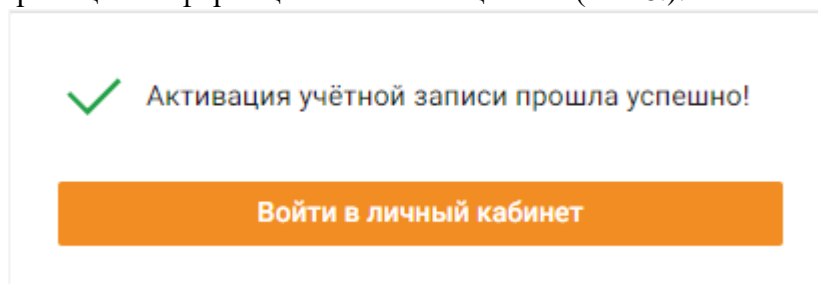 Активация учётной записи прошла успешно!
Войти в личный кабинет